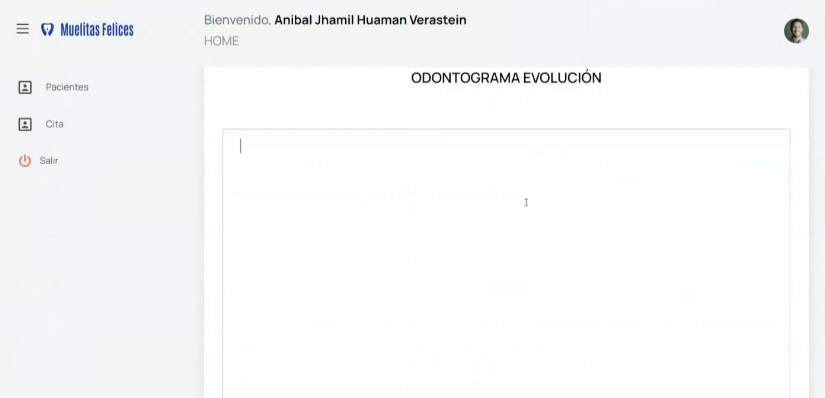 Muelitas Felices
Bienvenido, Anibal Jhamil Huaman Verastein
HOME
Pacientes
Cita
Salir
ODONTOGRAMA EVOLUCIÓN